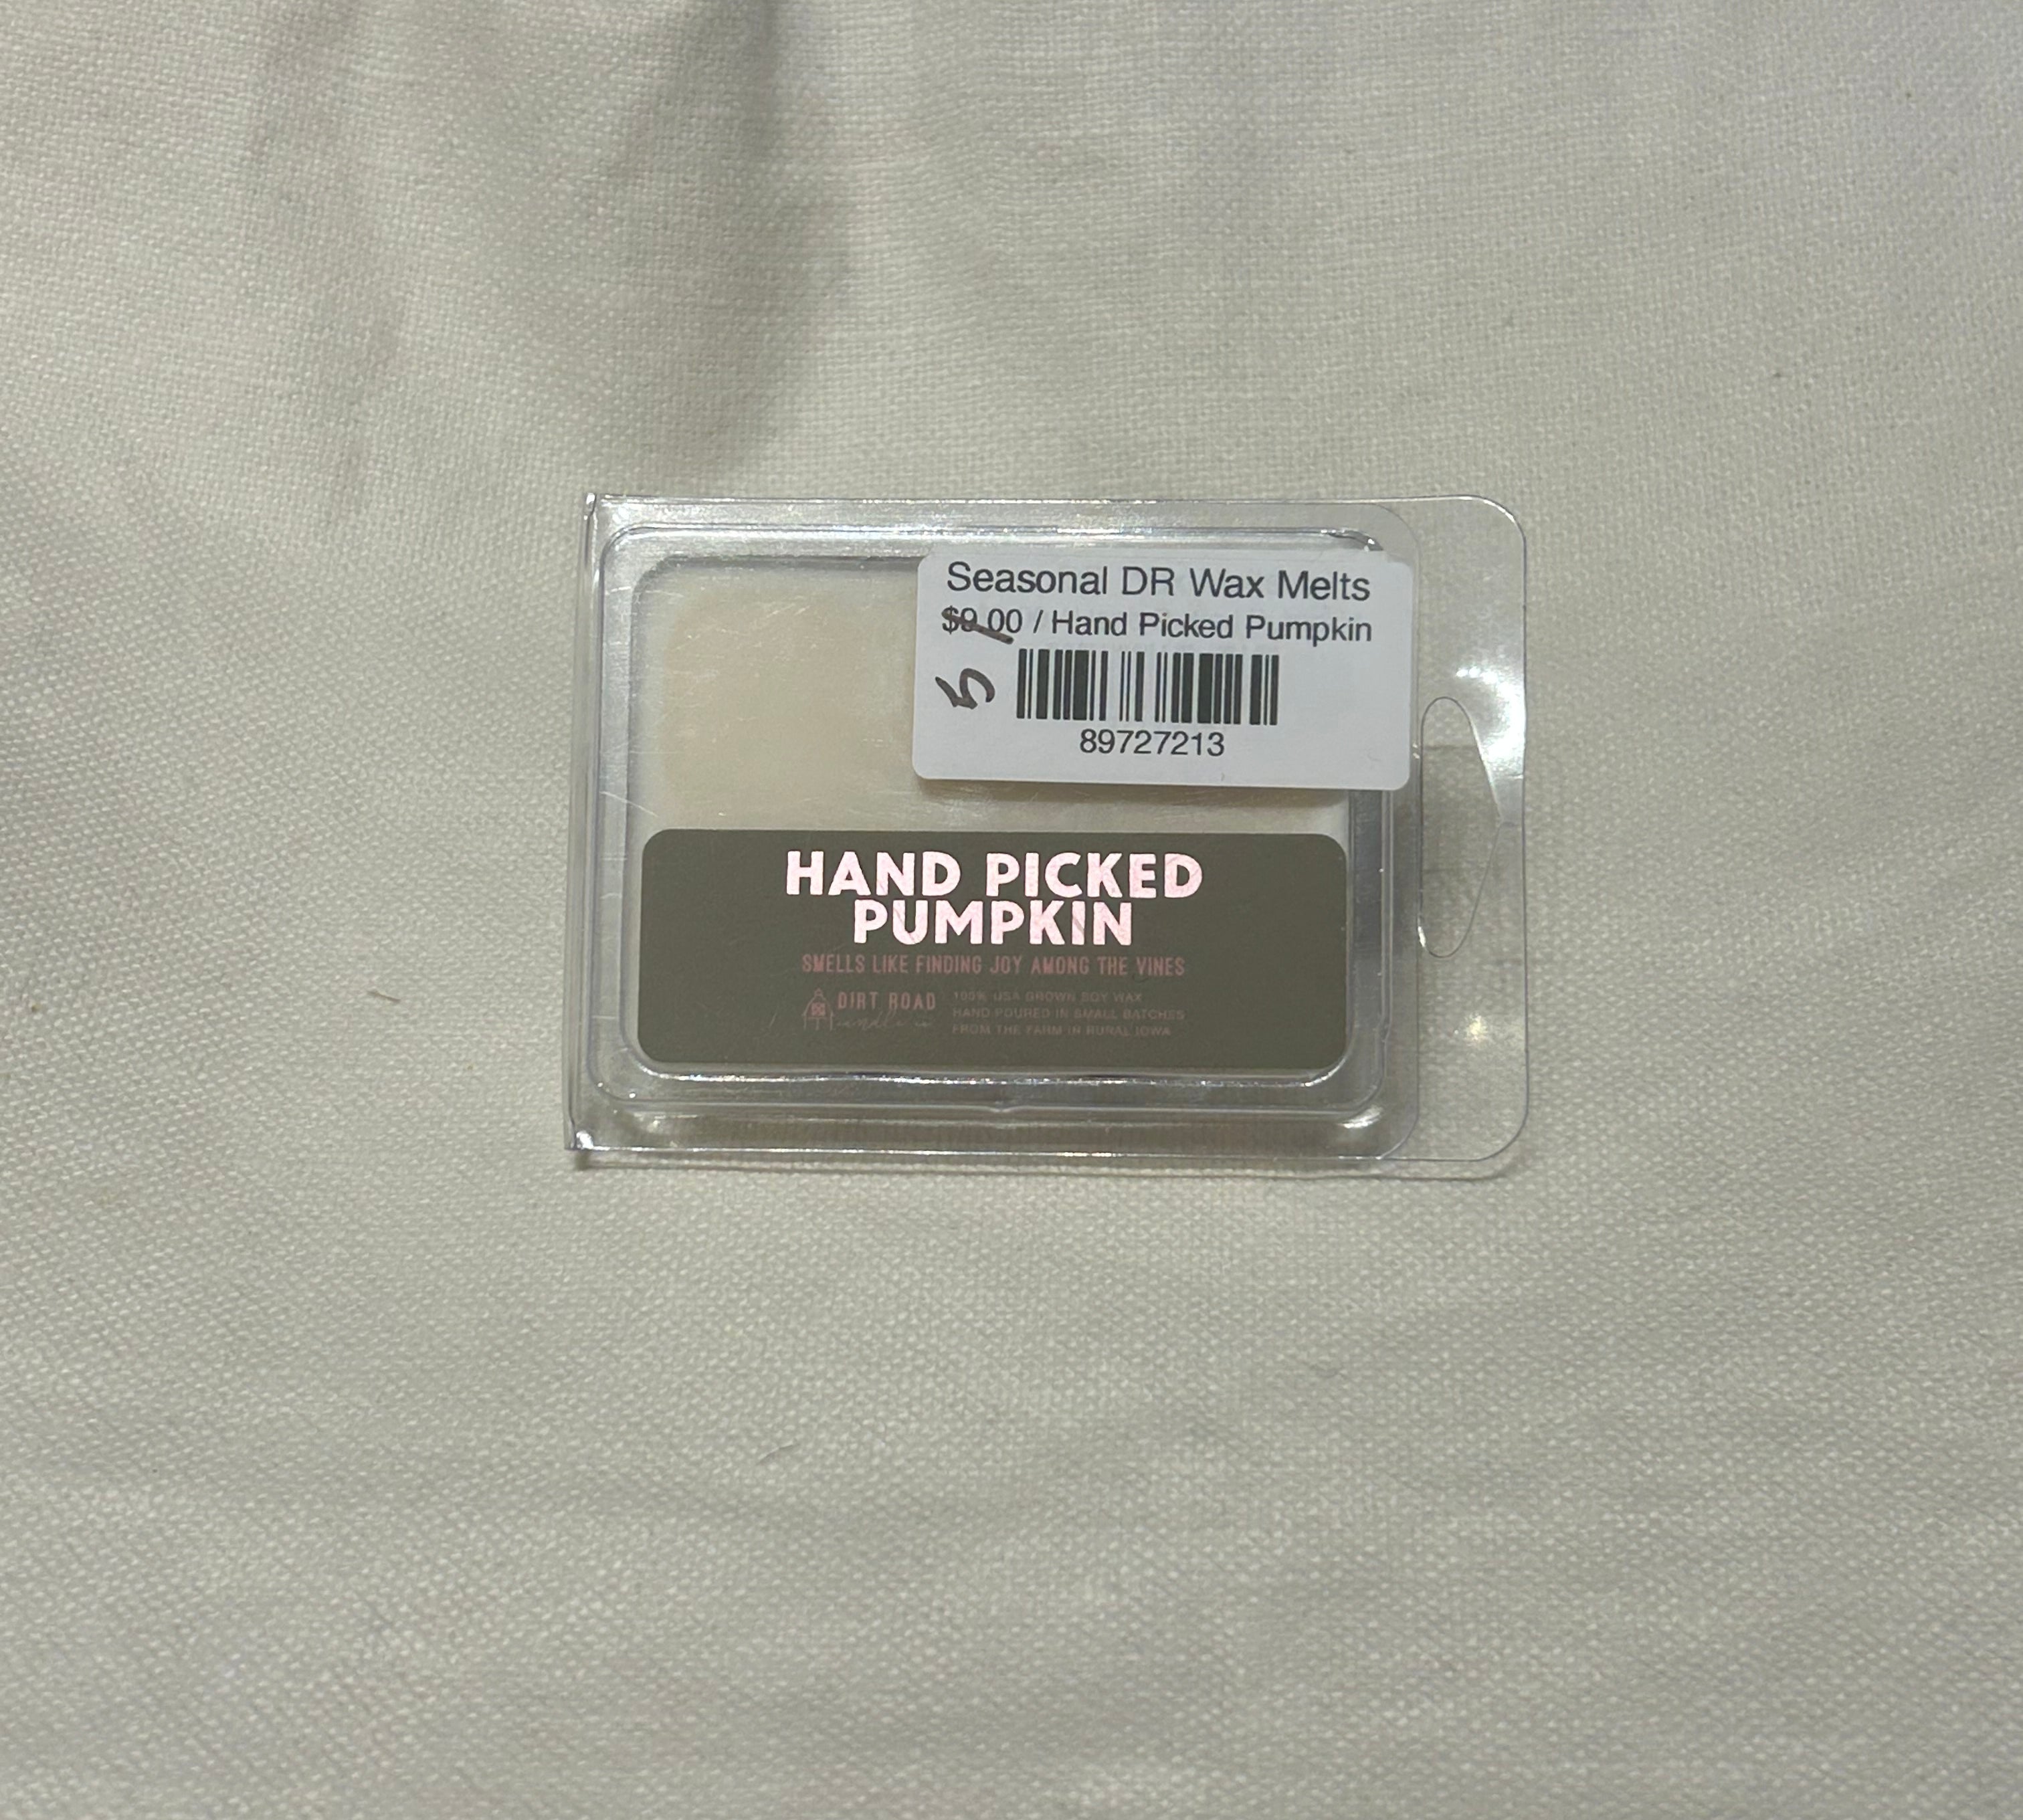 Seasonal DR Wax Melts
$9.00 / Hand Picked Pumpkin
5
89727213
HAND PICKED
PUMPKIN
SMELLS LIKE FINDING JOY AMONG THE VINES
DIRT ROAD
candle co
100% USA GROWN SOY WAX
HAND POURED IN SMALL BATCHES
FROM THE FARM IN RURAL IOWA